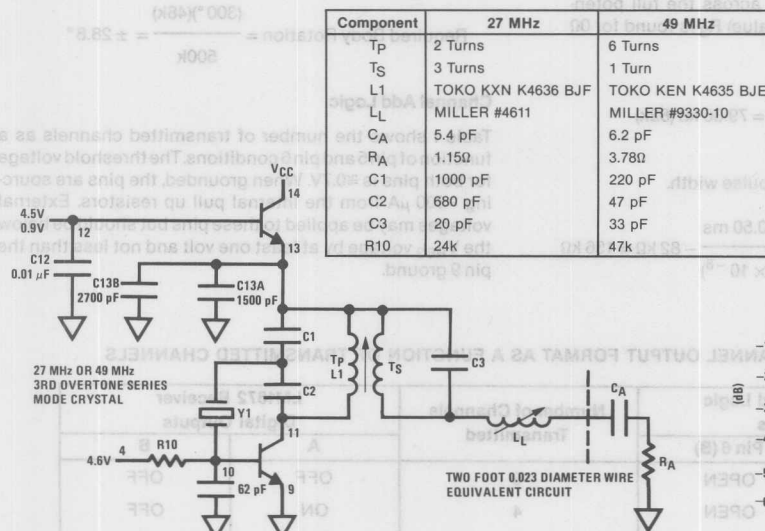 Component 27 MHz 49 MHz
TP 2 Turns 6 Turns
TS 3 Turns 1 Turn
L1 TOKO KXN K4636 BJF TOKO KEN K4635 BJE
LL MILLER #4611 MILLER #9330-10
CA 5.4 pF 6.2 pF
RA 1.15Ω 3.78Ω
C1 1000 pF 220 pF
C2 680 pF 47 pF
C3 20 pF 33 pF
R10 24k 47k
VCC
14
4.5V
0.9V
12
13
C12
0.01 μF
C13B
2700 pF
C13A
1500 pF
C1
TP
L1
TS
C3
27 MHz OR 49 MHz
3RD OVERTONE SERIES
MODE CRYSTAL
C2
Y1
11
LL
CA
(dB)
4.6V
4
R10
10
62 pF
9
RA
TWO FOOT 0.023 DIAMETER WIRE
EQUIVALENT CIRCUIT